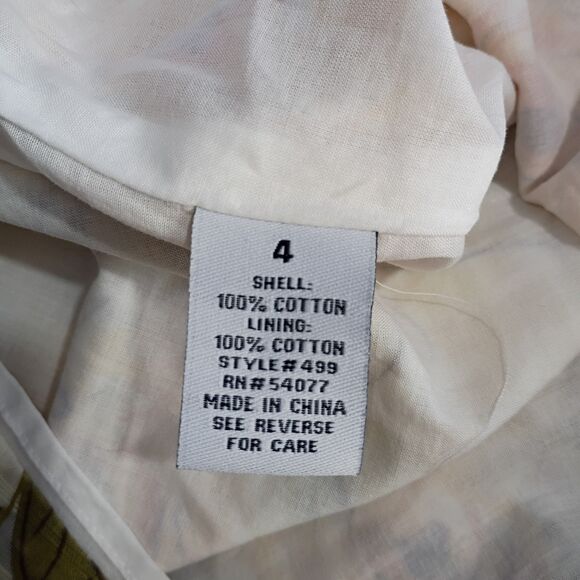 4
SHELL:
100% COTTON
LINING:
100% COTTON
STYLE#499
RN#54077
MADE IN CHINA
SEE REVERSE
FOR CARE